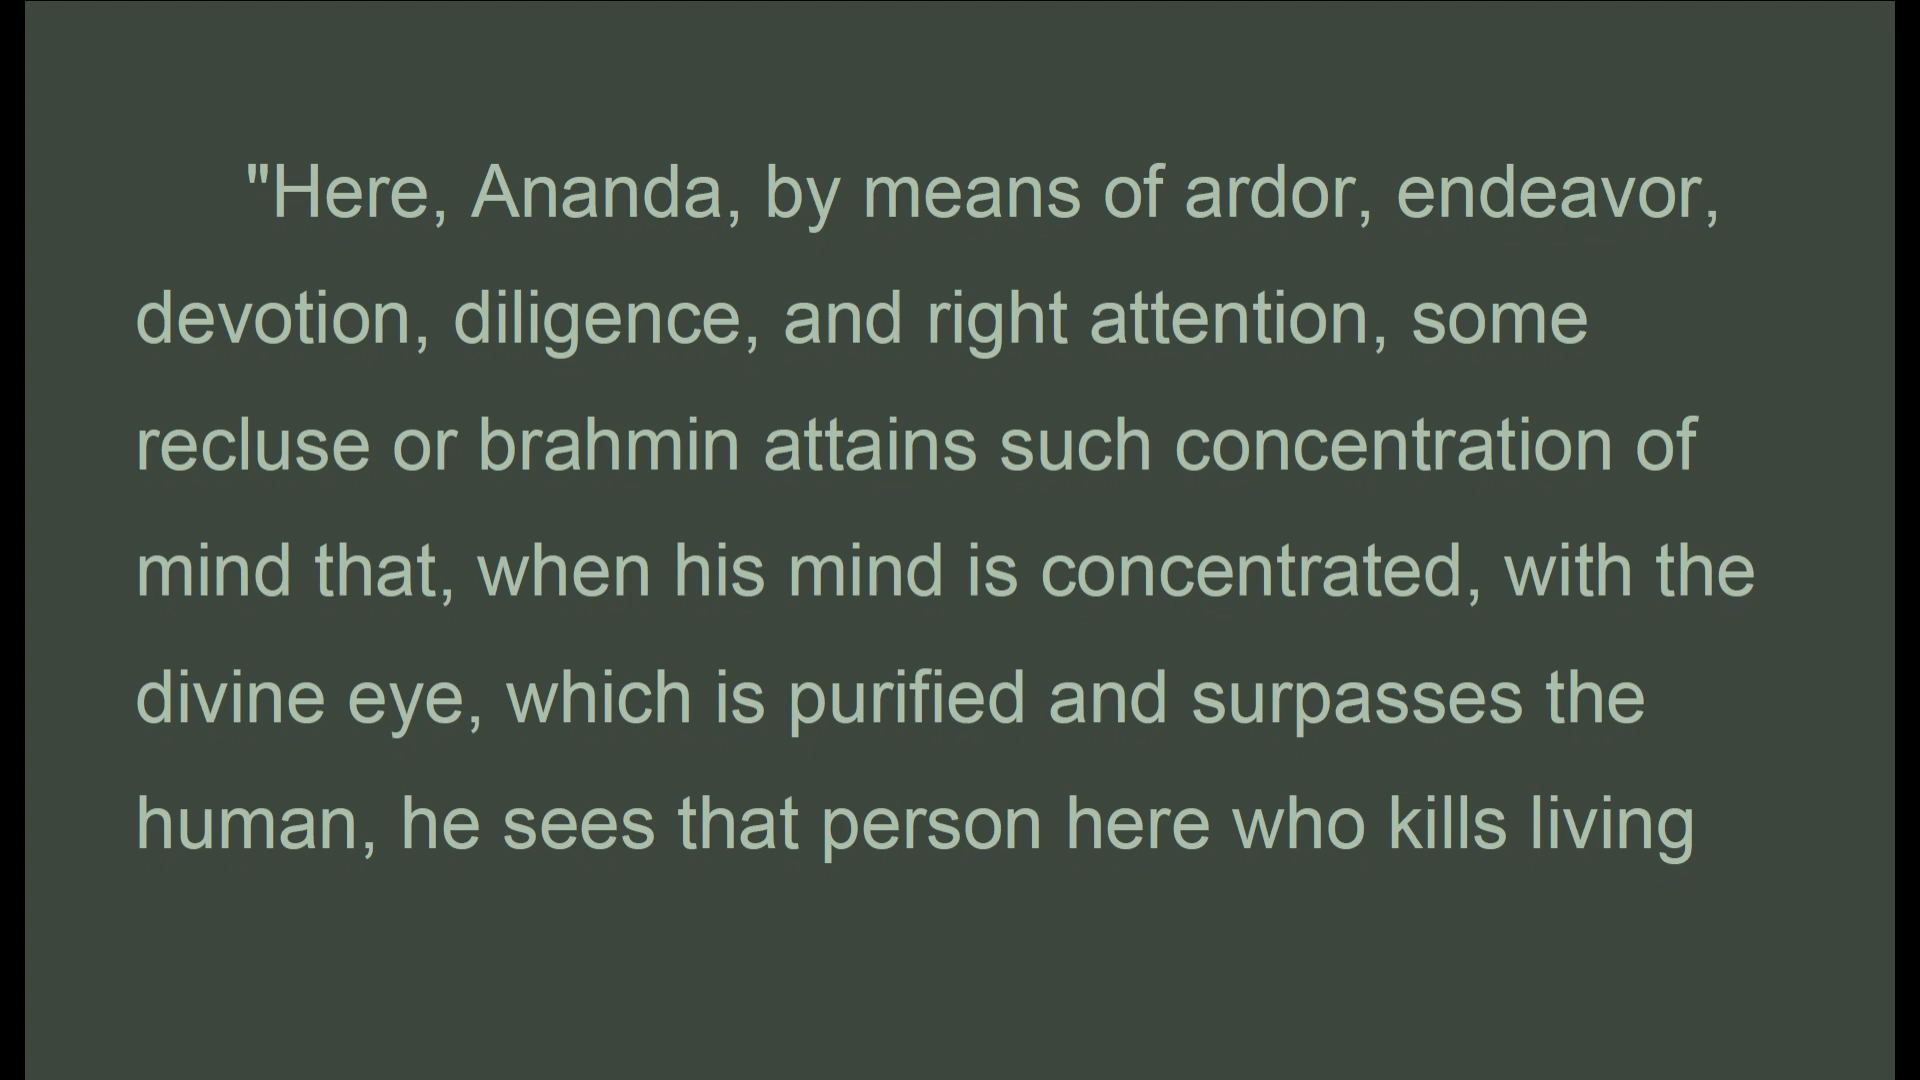 "Here, Ananda, by means of ardor, endeavor,
devotion, diligence, and right attention, some
recluse or brahmin attains such concentration of
mind that, when his mind is concentrated, with the
divine eye, which is purified and surpasses the
human, he sees that person here who kills living